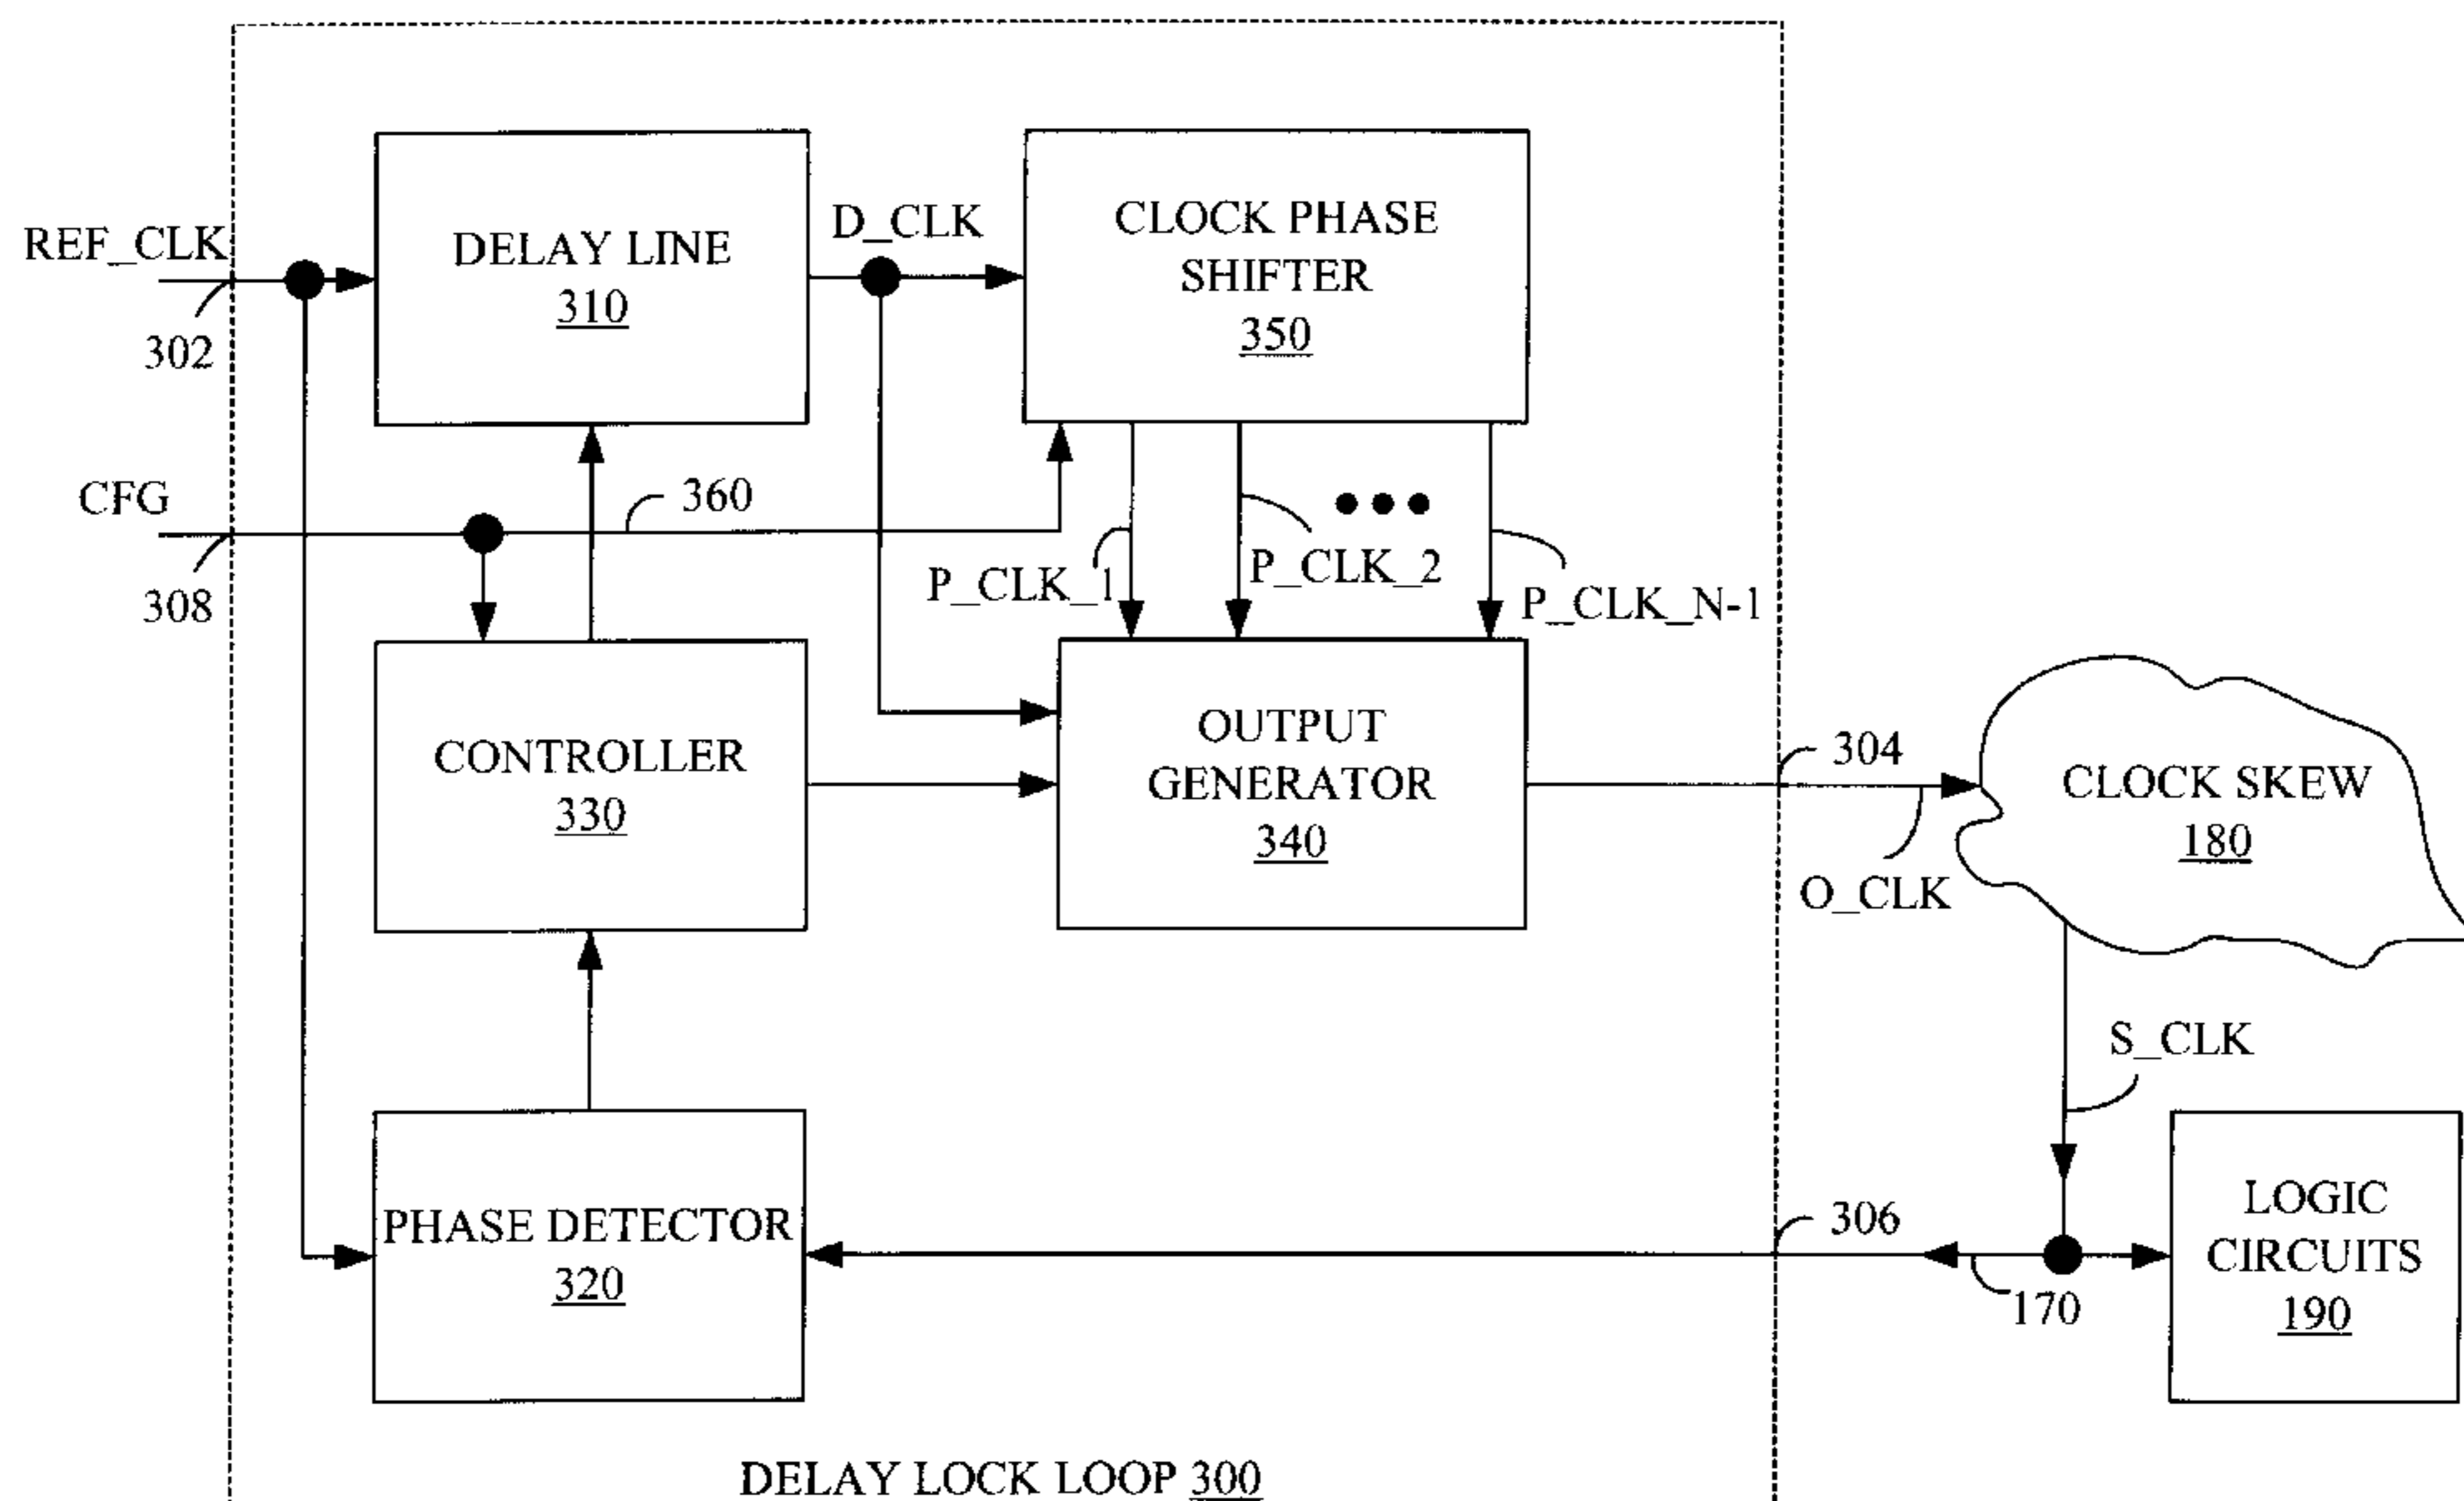 REF_CLK
302
CFG
308
DELAY LINE
310
D_CLK
CLOCK PHASE
SHIFTER
350
360
P_CLK_1
P_CLK_2
P_CLK_N-1
CONTROLLER
330
OUTPUT
GENERATOR
340
304
O_CLK
CLOCK SKEW
180
S_CLK
PHASE DETECTOR
320
306
170
LOGIC
CIRCUITS
190
DELAY LOCK LOOP 300